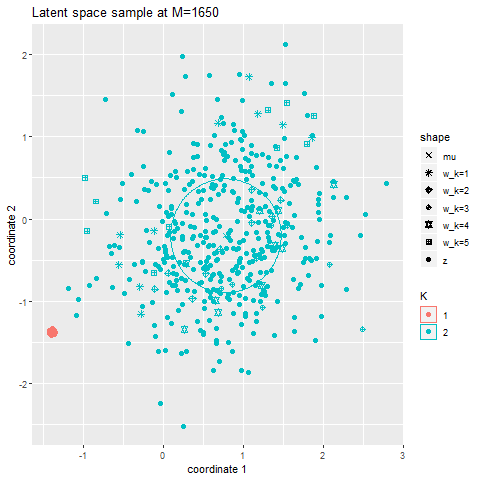 Latent space sample at M=1650
coordinate 2
2
1
0
-1
-2
-1
0
1
2
3
coordinate 1
shape
mu
w_k=1
w_k=2
w_k=3
w_k=4
w_k=5
z
K
1
2